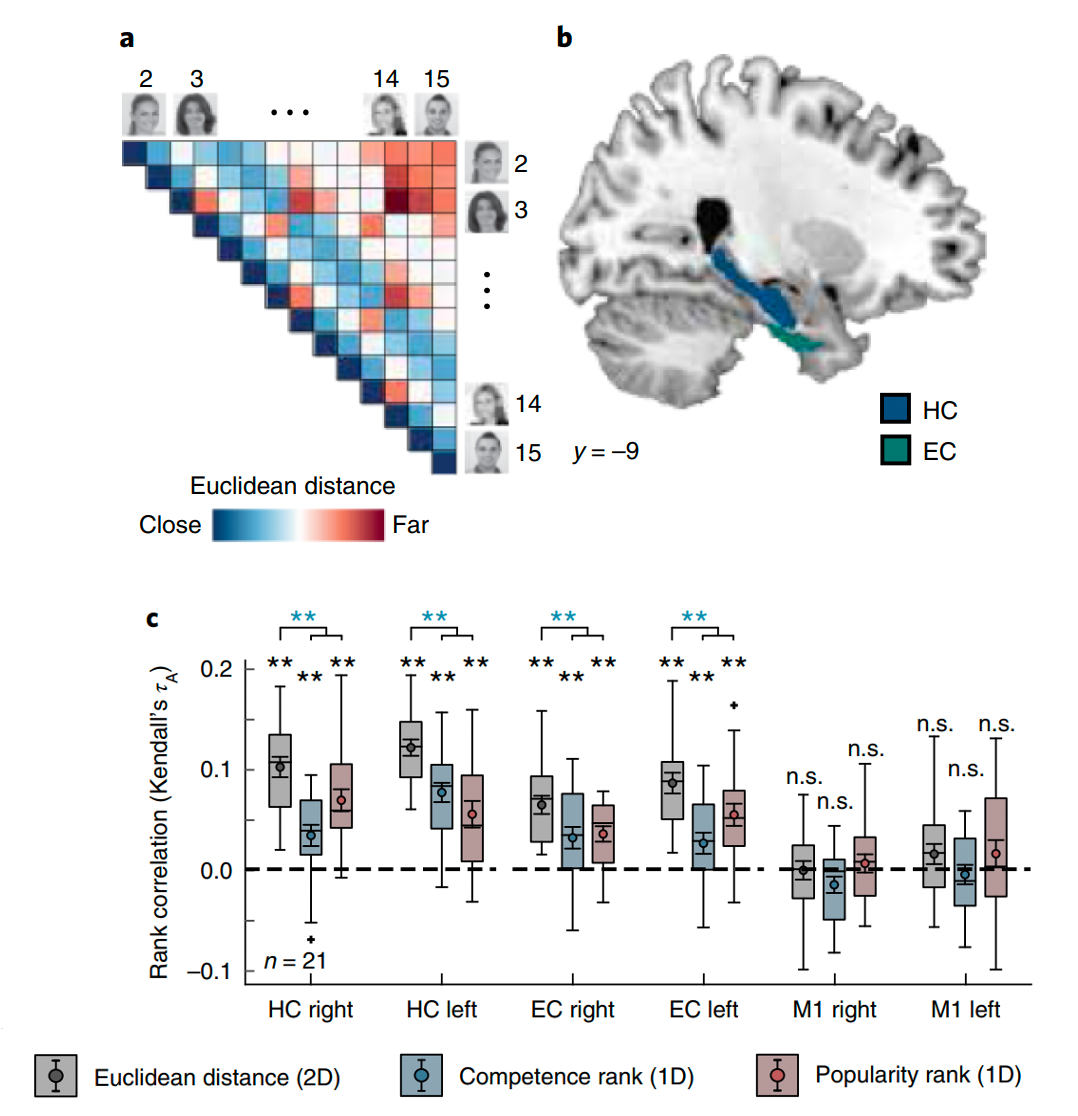 a
b
2 3 ... 14 15
2
3
14
15
y = –9
HC
EC
Euclidean distance
Close Far
c
** ** ** **
** ** ** ** ** ** ** **
** ** ** **
n.s. n.s. n.s.
n.s. n.s. n.s.
Rank correlation (Kendall's τA)
0.2
0.1
0.0
–0.1
n = 21
HC right HC left EC right EC left M1 right M1 left
Euclidean distance (2D) Competence rank (1D) Popularity rank (1D)